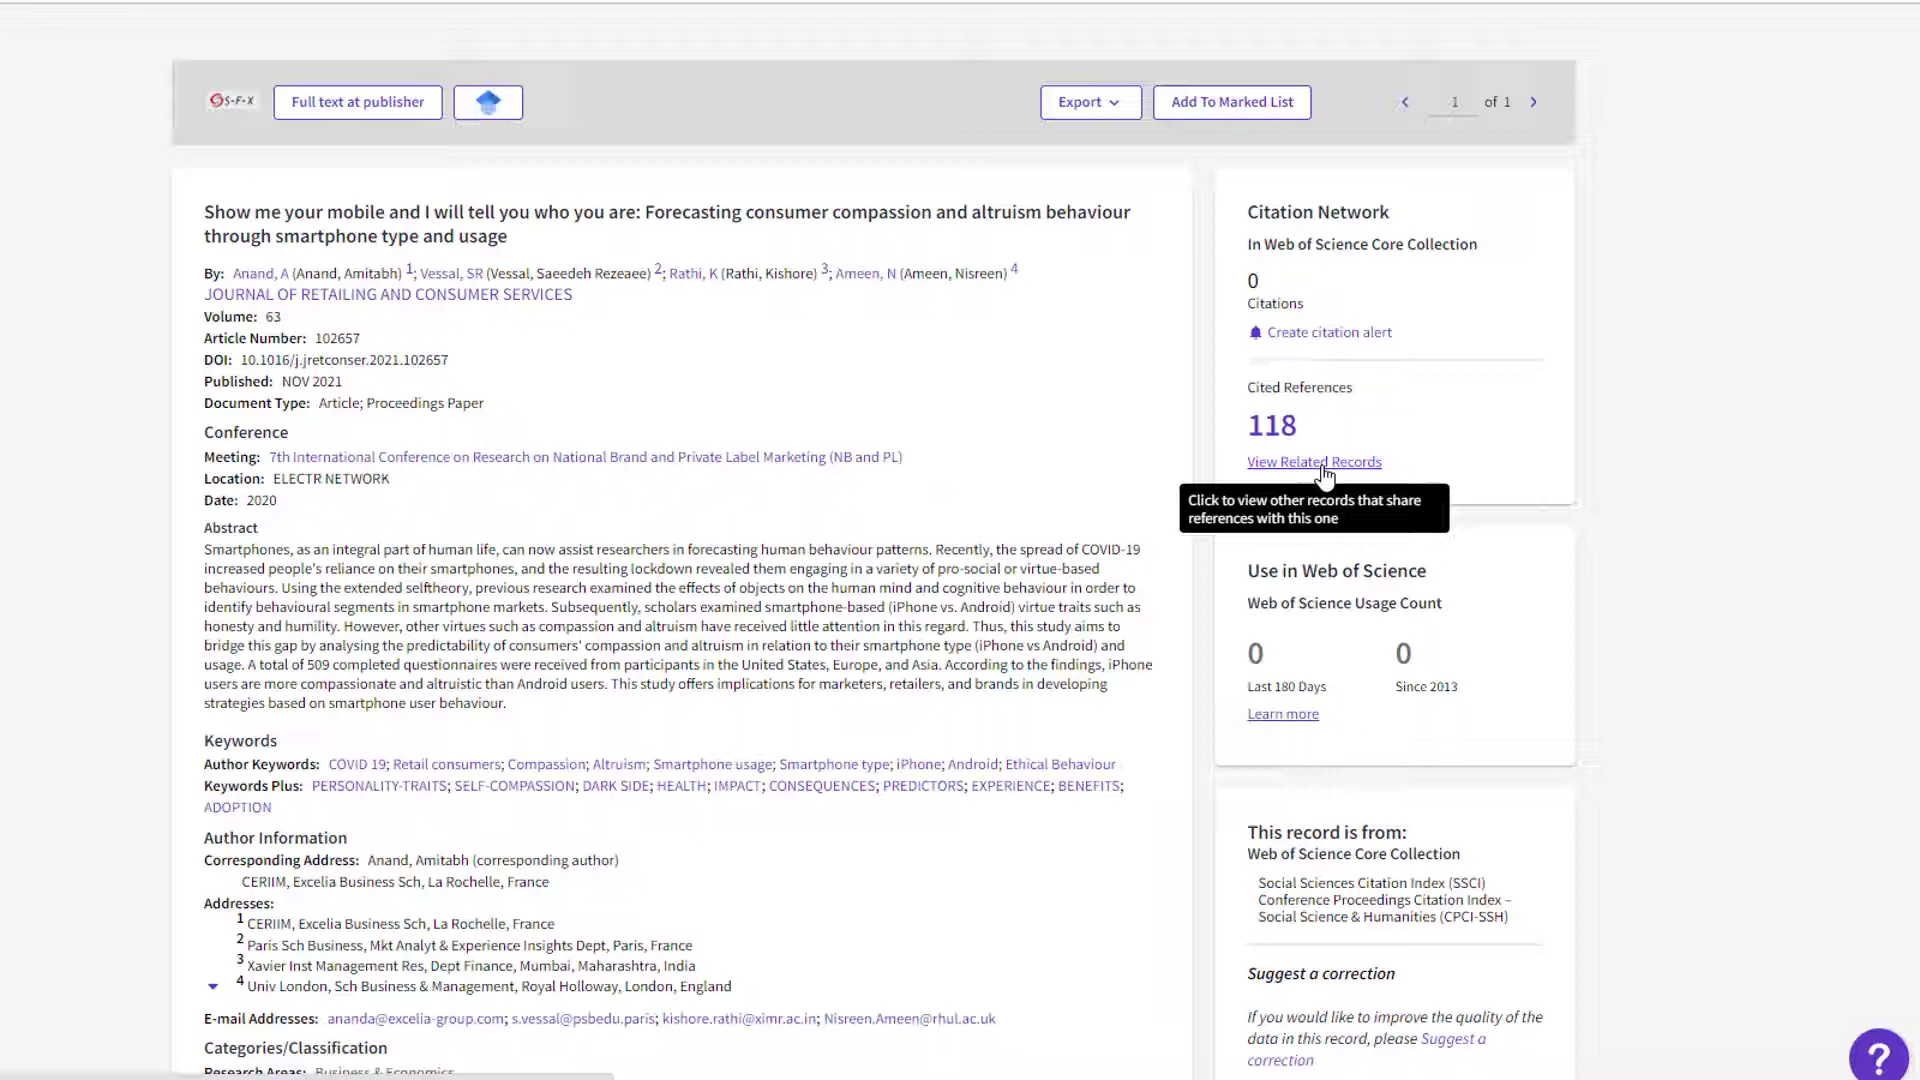 S·F·X Full text at publisher Export Add To Marked List 1 of 1
Show me your mobile and I will tell you who you are: Forecasting consumer compassion and altruism behaviour
through smartphone type and usage
By: Anand, A (Anand, Amitabh) 1; Vessal, SR (Vessal, Saeedeh Rezeaee) 2; Rathi, K (Rathi, Kishore) 3; Ameen, N (Ameen, Nisreen) 4
JOURNAL OF RETAILING AND CONSUMER SERVICES
Volume: 63
Article Number: 102657
DOI: 10.1016/j.jretconser.2021.102657
Published: NOV 2021
Document Type: Article; Proceedings Paper
Conference
Meeting: 7th International Conference on Research on National Brand and Private Label Marketing (NB and PL)
Location: ELECTR NETWORK
Date: 2020
Abstract
Smartphones, as an integral part of human life, can now assist researchers in forecasting human behaviour patterns. Recently, the spread of COVID-19
increased people's reliance on their smartphones, and the resulting lockdown revealed them engaging in a variety of pro-social or virtue-based
behaviours. Using the extended selftheory, previous research examined the effects of objects on the human mind and cognitive behaviour in order to
identify behavioural segments in smartphone markets. Subsequently, scholars examined smartphone-based (iPhone vs. Android) virtue traits such as
honesty and humility. However, other virtues such as compassion and altruism have received little attention in this regard. Thus, this study aims to
bridge this gap by analysing the predictability of consumers' compassion and altruism in relation to their smartphone type (iPhone vs Android) and
usage. A total of 509 completed questionnaires were received from participants in the United States, Europe, and Asia. According to the findings, iPhone
users are more compassionate and altruistic than Android users. This study offers implications for marketers, retailers, and brands in developing
strategies based on smartphone user behaviour.
Keywords
Author Keywords: COVID 19; Retail consumers; Compassion; Altruism; Smartphone usage; Smartphone type; iPhone; Android; Ethical Behaviour
Keywords Plus: PERSONALITY-TRAITS; SELF-COMPASSION; DARK SIDE; HEALTH; IMPACT; CONSEQUENCES; PREDICTORS; EXPERIENCE; BENEFITS;
ADOPTION
Author Information
Corresponding Address: Anand, Amitabh (corresponding author)
CERIIM, Excelia Business Sch, La Rochelle, France
Addresses:
1 CERIIM, Excelia Business Sch, La Rochelle, France
2 Paris Sch Business, Mkt Analyt & Experience Insights Dept, Paris, France
3 Xavier Inst Management Res, Dept Finance, Mumbai, Maharashtra, India
4 Univ London, Sch Business & Management, Royal Holloway, London, England
E-mail Addresses: ananda@excelia-group.com; s.vessal@psbedu.paris; kishore.rathi@ximr.ac.in; Nisreen.Ameen@rhul.ac.uk
Categories/Classification
Research Areas: Business & Economics
Citation Network
In Web of Science Core Collection
0
Citations
Create citation alert
Cited References
118
View Related Records
Click to view other records that share
references with this one
Use in Web of Science
Web of Science Usage Count
0 0
Last 180 Days Since 2013
Learn more
This record is from:
Web of Science Core Collection
Social Sciences Citation Index (SSCI)
Conference Proceedings Citation Index –
Social Science & Humanities (CPCI-SSH)
Suggest a correction
If you would like to improve the quality of the
data in this record, please Suggest a
correction
?